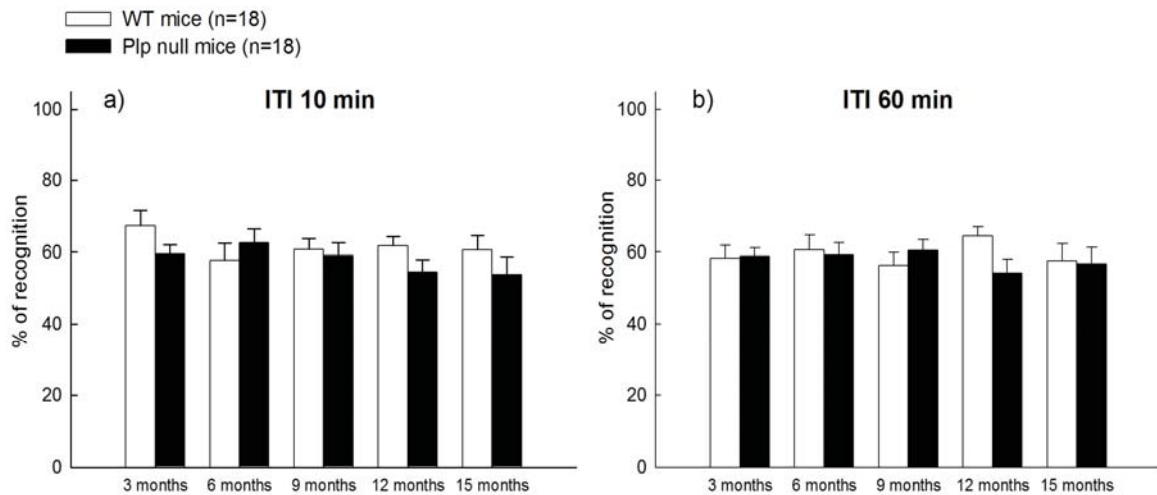 WT mice (n=18)
Plp null mice (n=18)
a) ITI 10 min
100
80
60
40
20
0
% of recognition
3 months 6 months 9 months 12 months 15 months
b) ITI 60 min
100
80
60
40
20
0
% of recognition
3 months 6 months 9 months 12 months 15 months